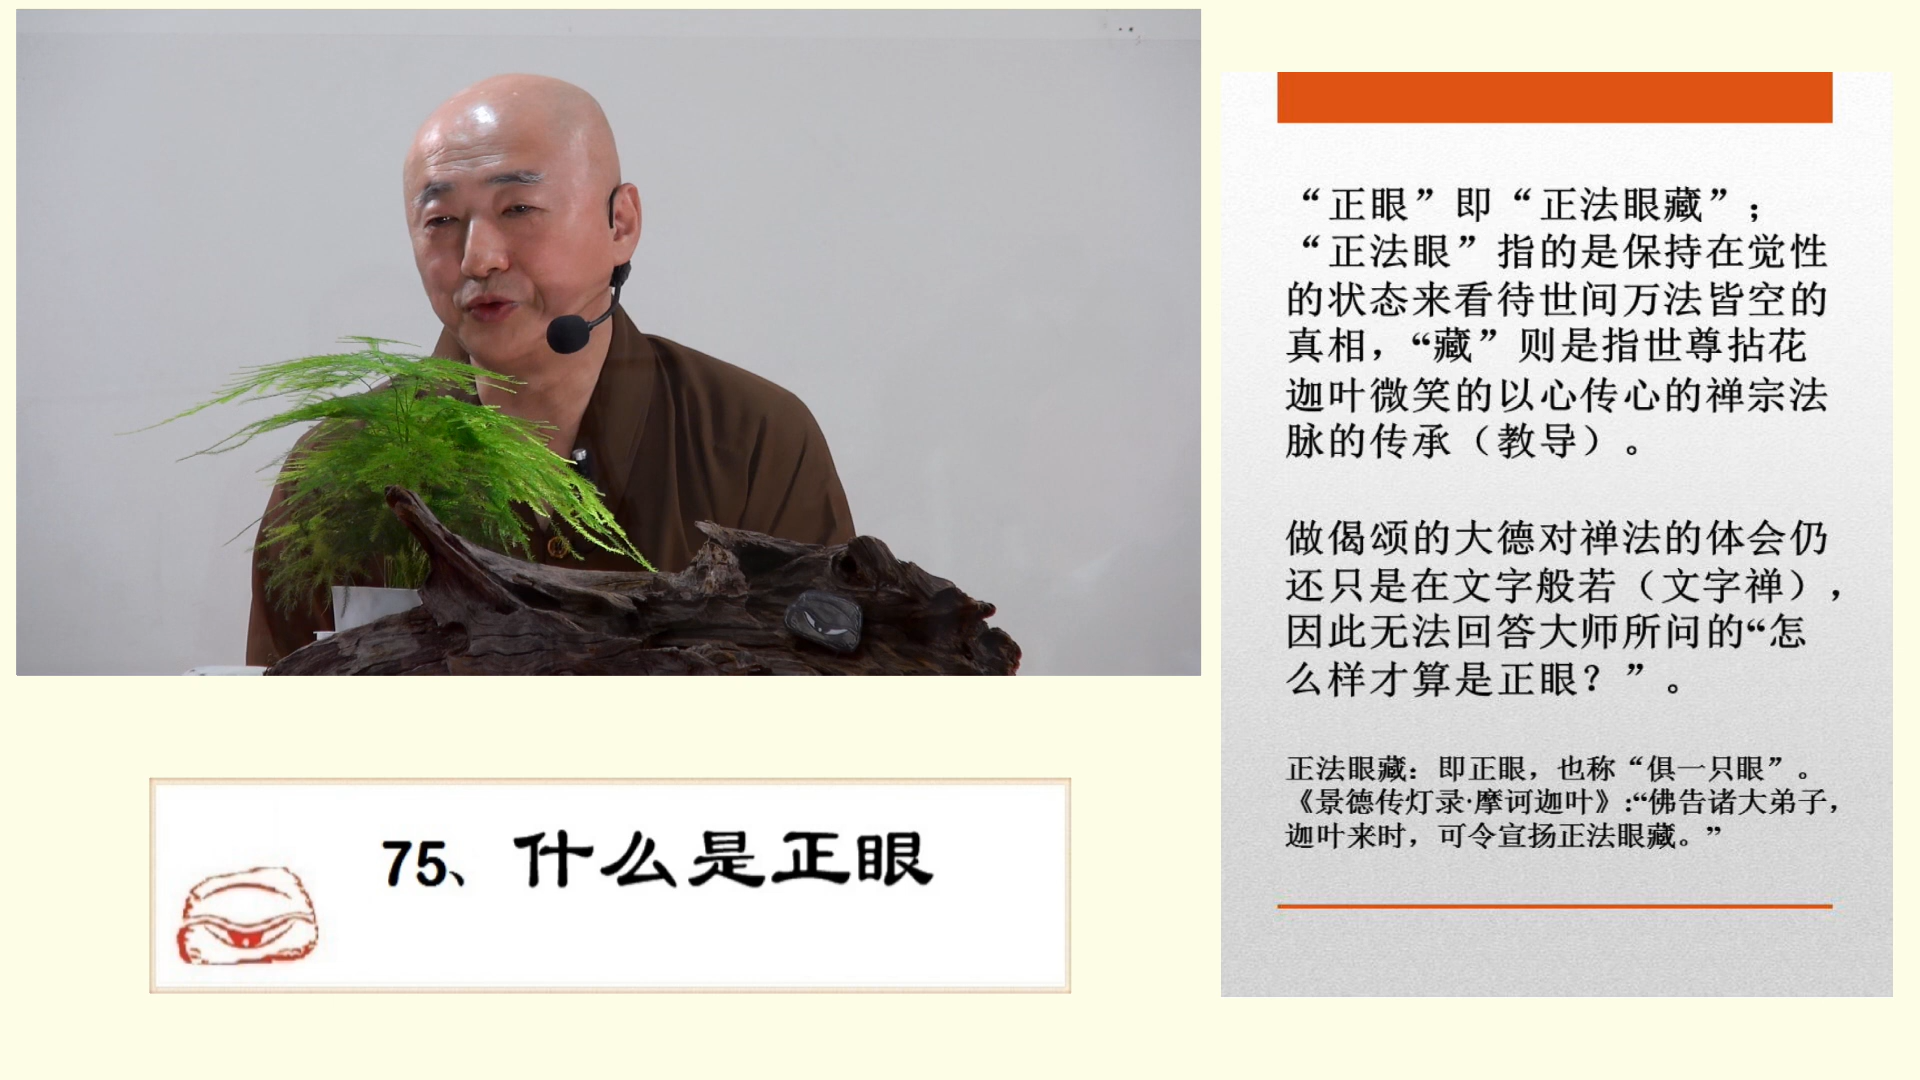 “正眼”即“正法眼藏”；
“正法眼”指的是保持在觉性
的状态来看待世间万法皆空的
真相，“藏”则是指世尊拈花
迦叶微笑的以心传心的禅宗法
脉的传承（教导）。
做偈颂的大德对禅法的体会仍
还只是在文字般若（文字禅），
因此无法回答大师所问的“怎
么样才算是正眼？”。
正法眼藏：即正眼，也称“俱一只眼”。
《景德传灯录·摩诃迦叶》:“佛告诸大弟子，
迦叶来时，可令宣扬正法眼藏。”
75、什么是正眼